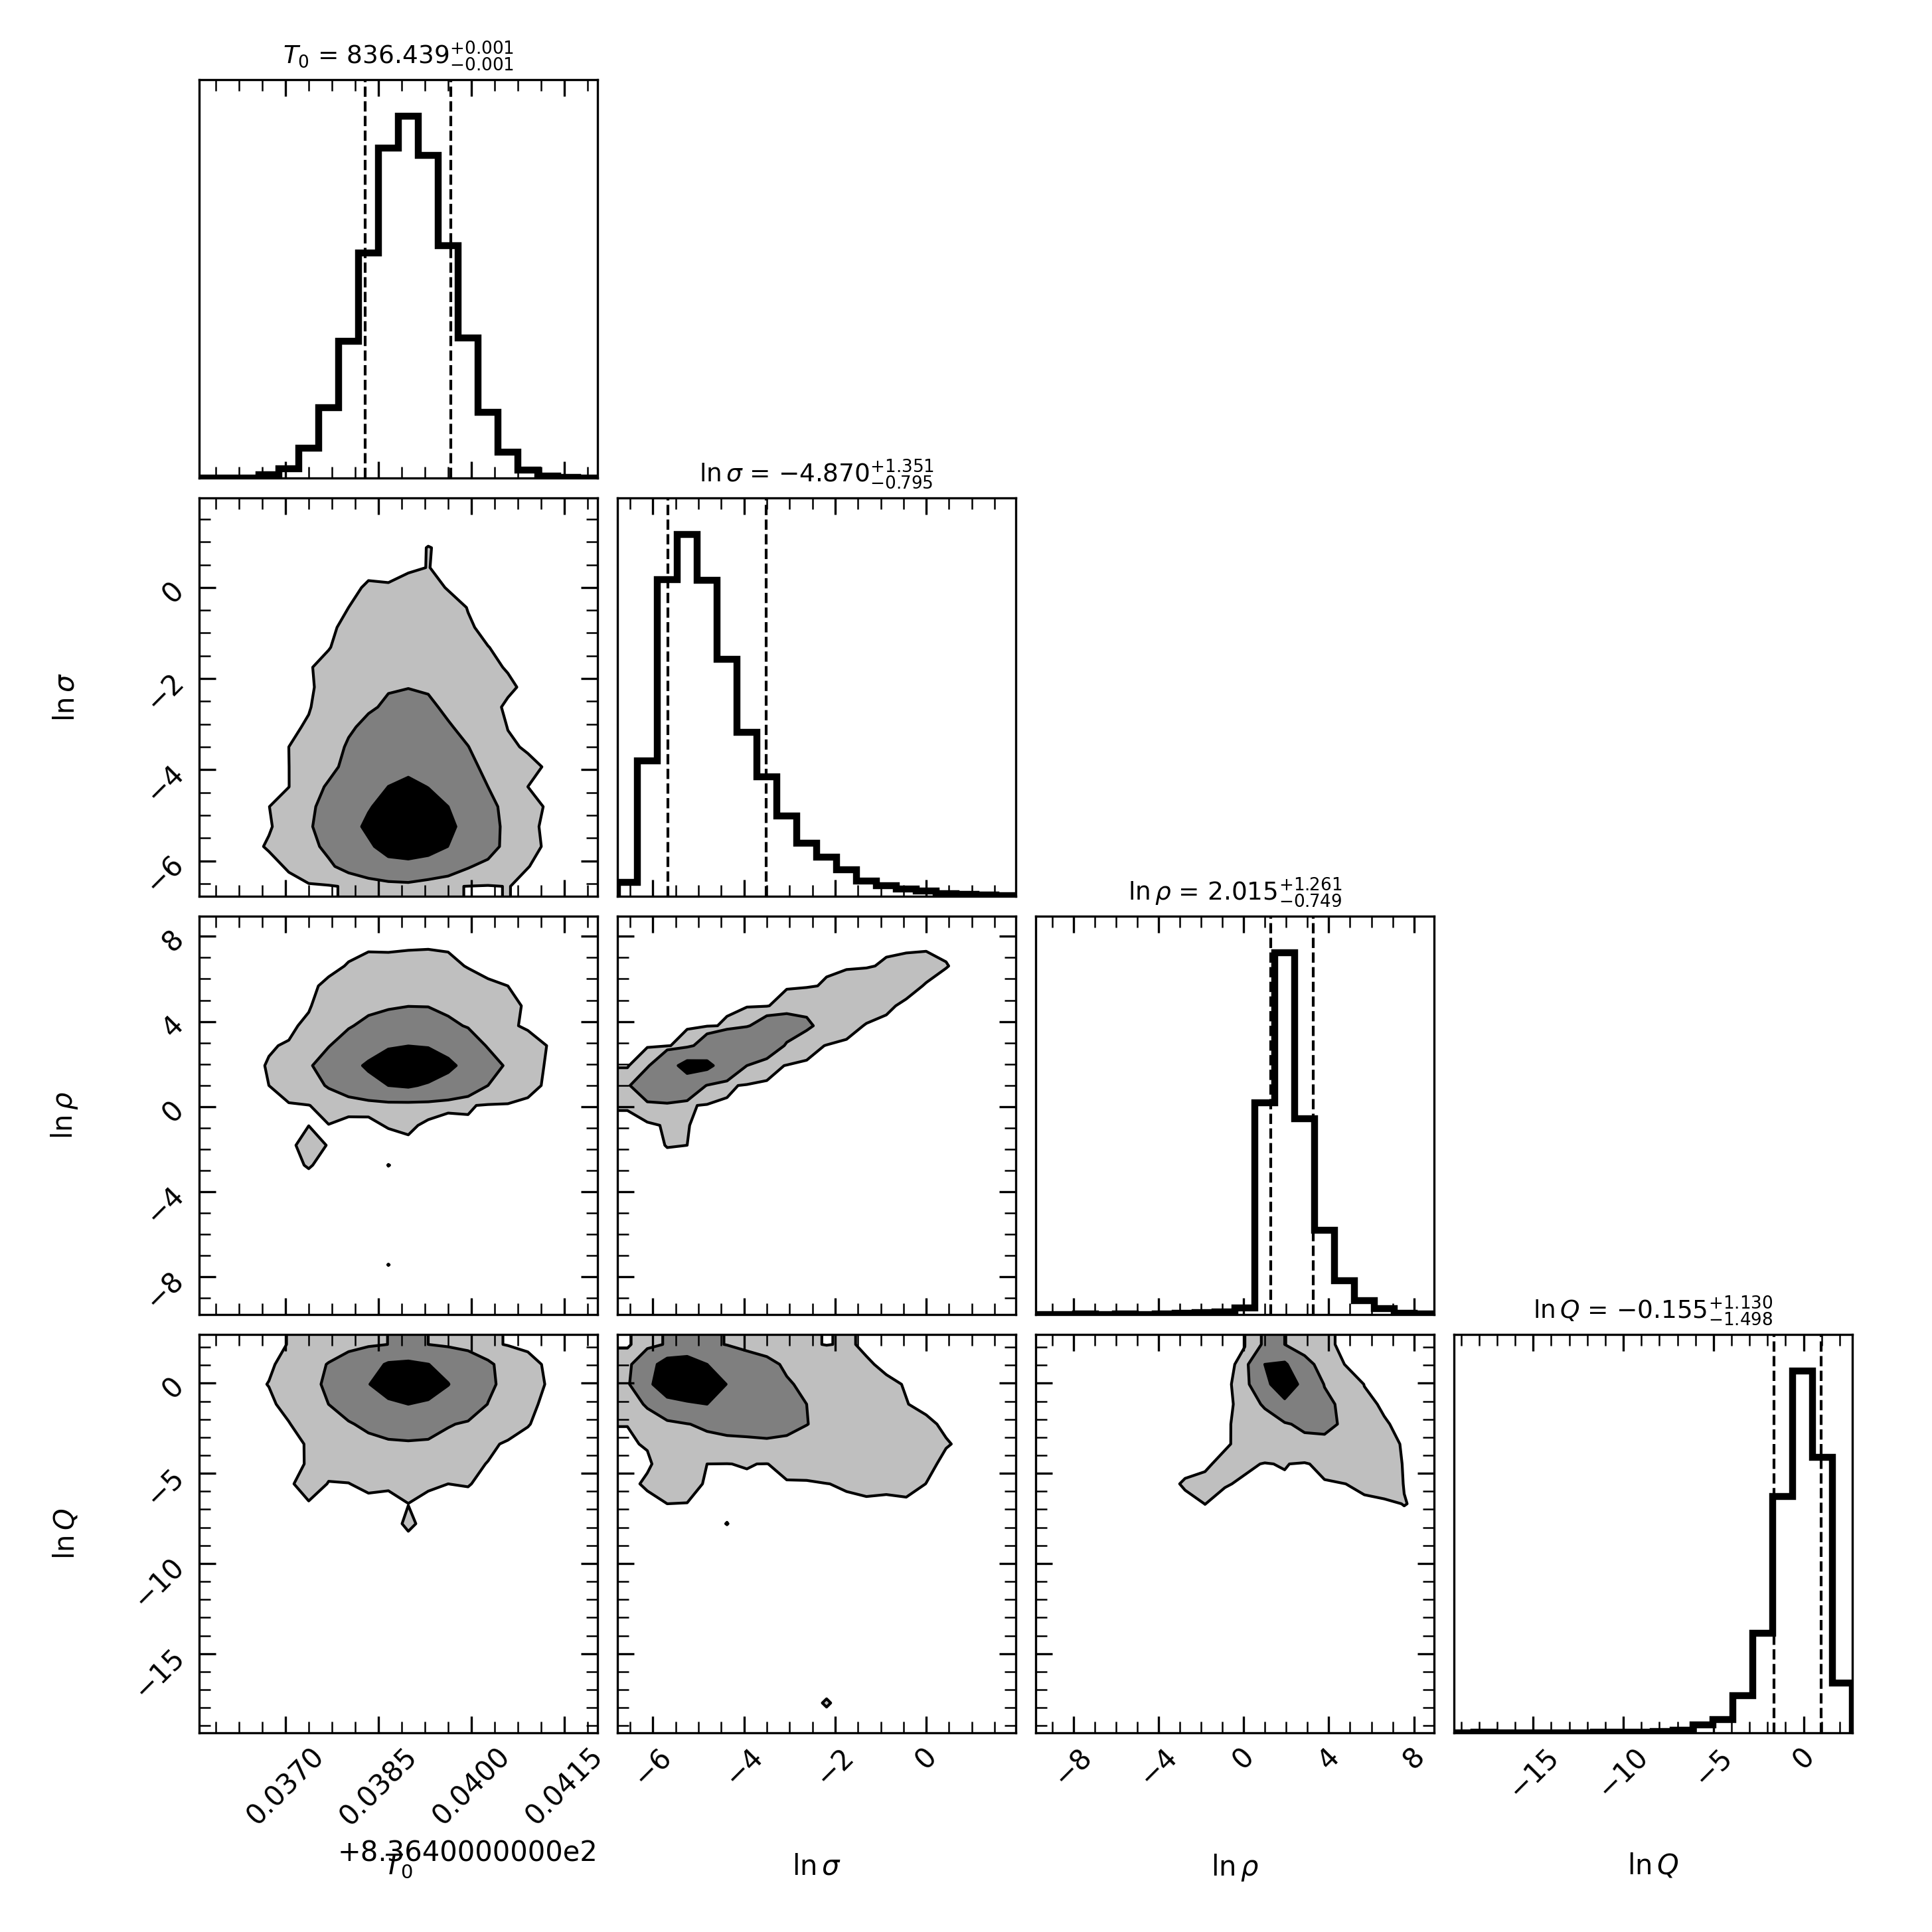 T₀ = 836.439 +0.001 −0.001
ln σ = −4.870 +1.351 −0.795
0
−2
−4
−6
ln σ
ln ρ = 2.015 +1.261 −0.749
8
4
0
−4
−8
ln ρ
ln Q = −0.155 +1.130 −1.498
0
−5
−10
−15
ln Q
0.0370 0.0385 0.0400 0.0415
−6 −4 −2 0
−8 −4 0 4 8
−15 −10 −5 0
+8.3640000000e2
T₀ ln σ ln ρ ln Q